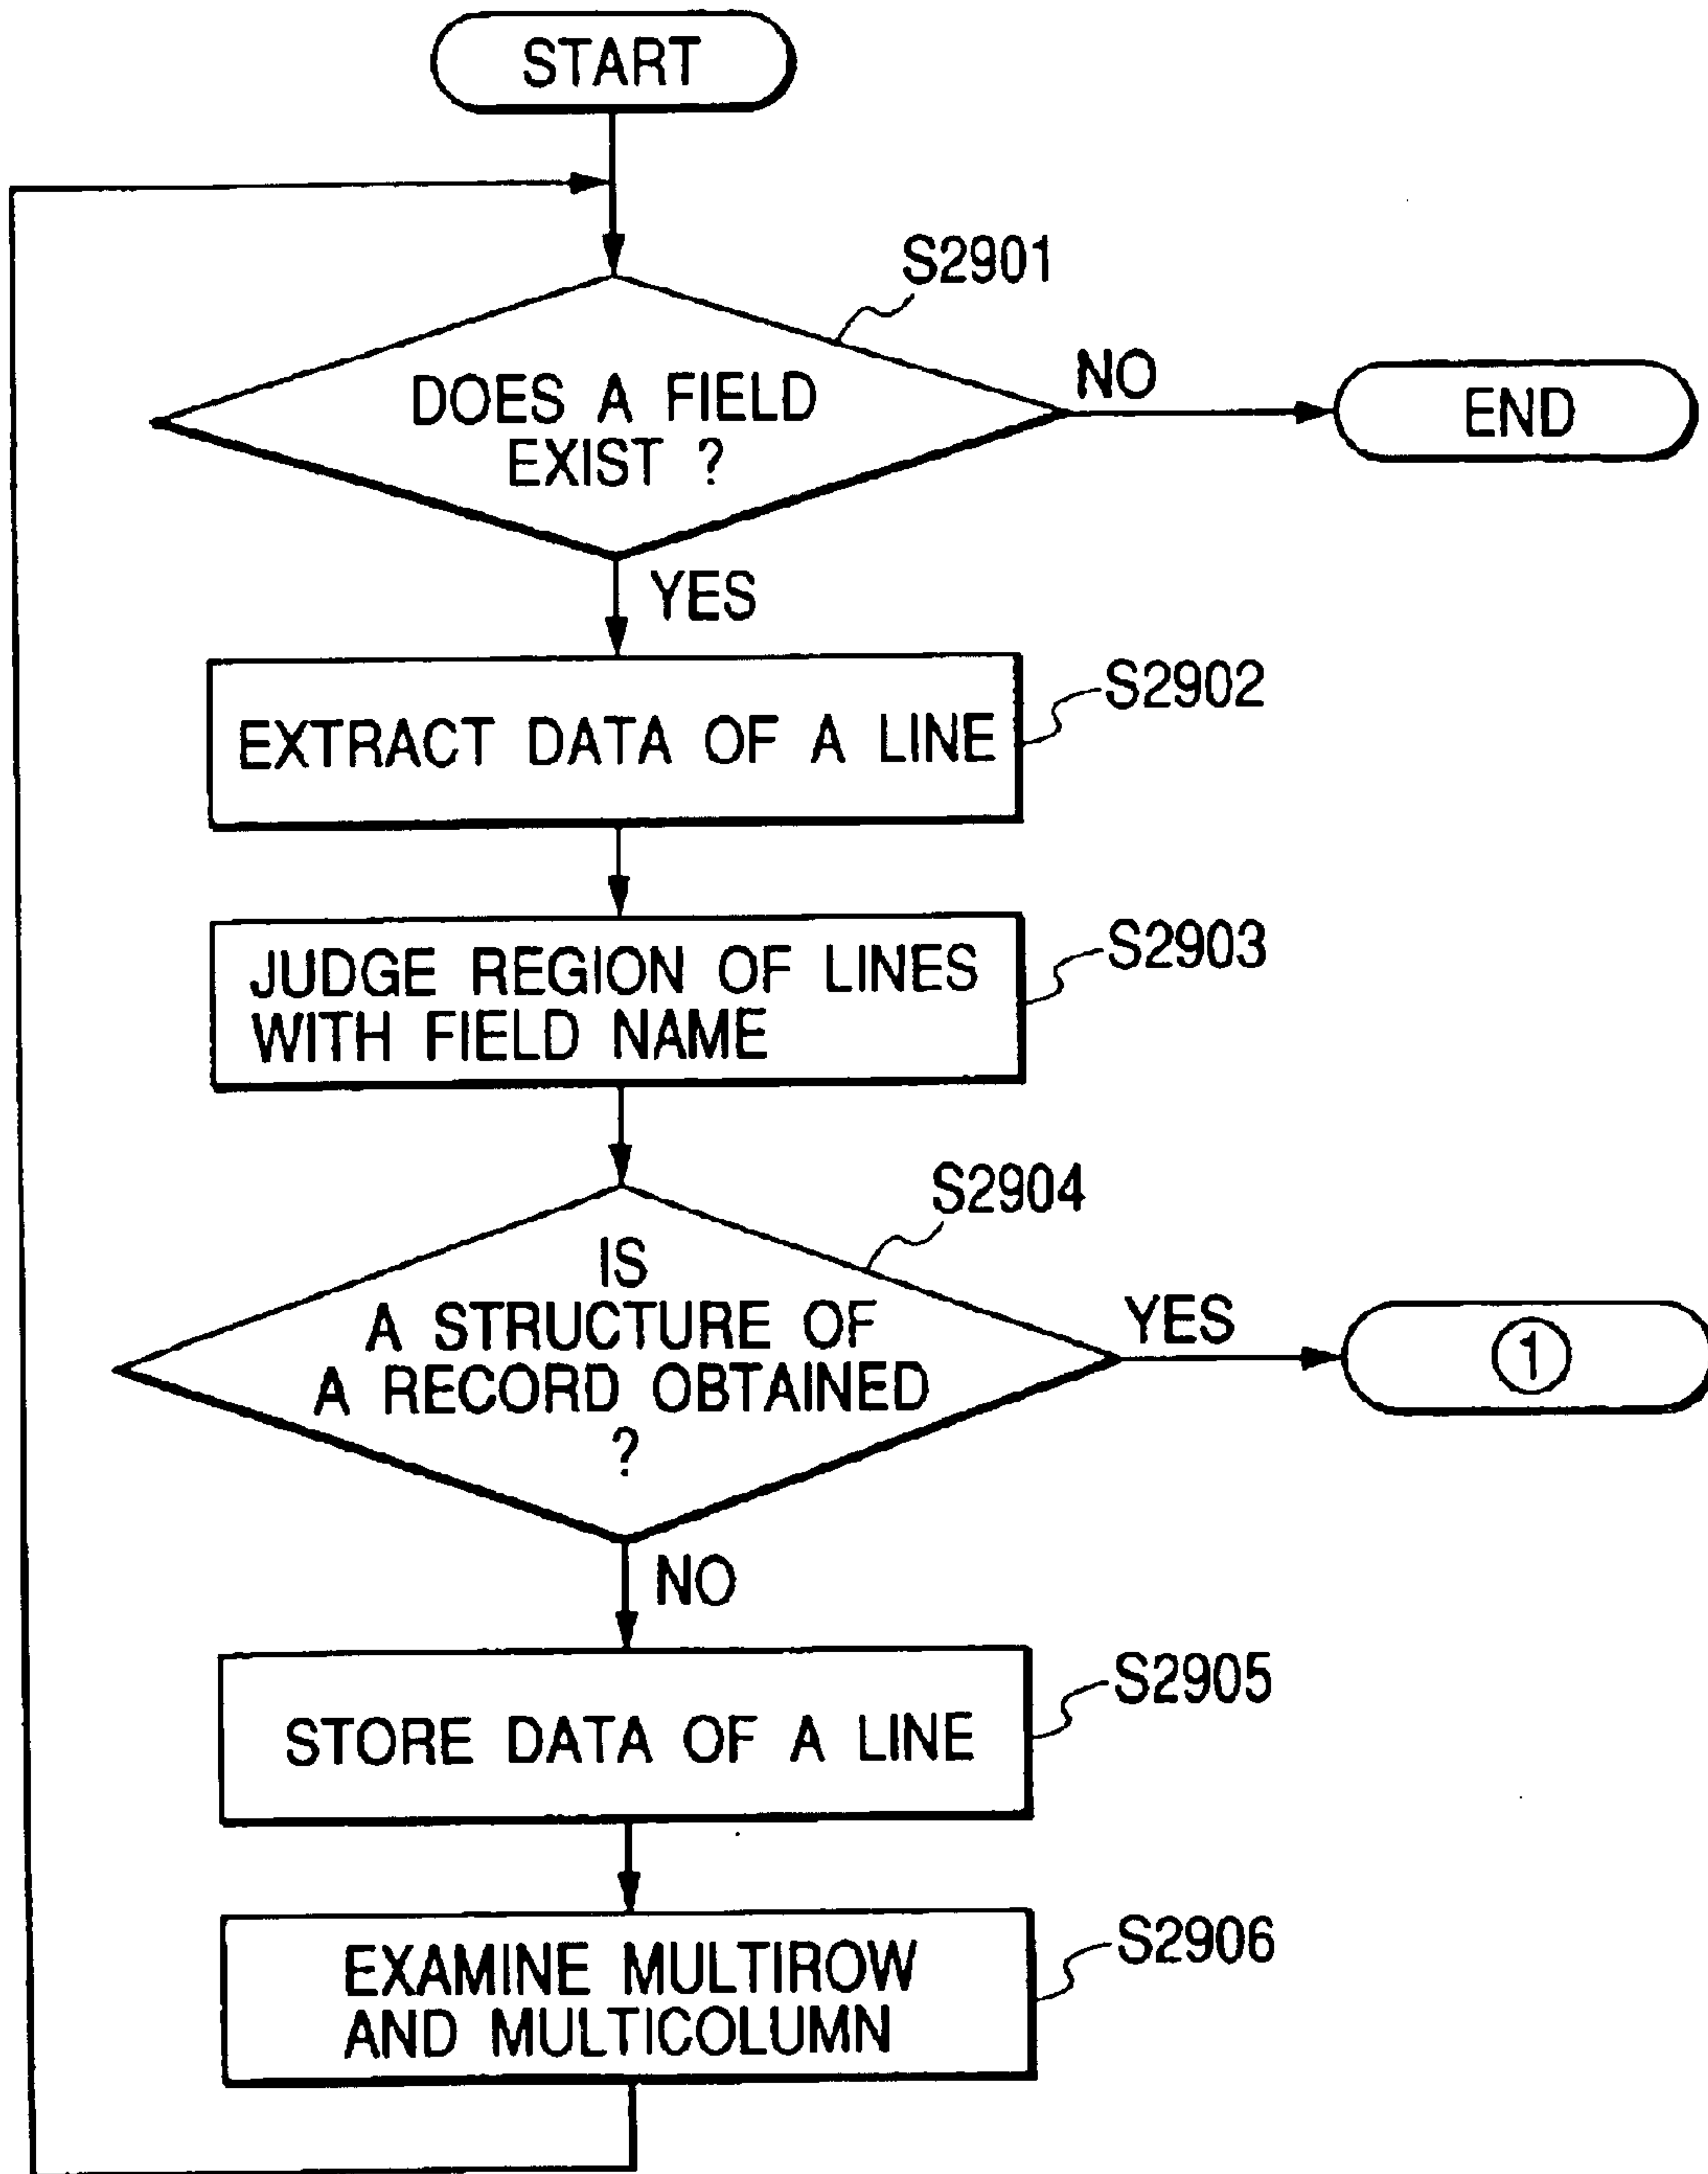 START
S2901
DOES A FIELD
EXIST ?
NO
END
YES
S2902
EXTRACT DATA OF A LINE
S2903
JUDGE REGION OF LINES
WITH FIELD NAME
S2904
IS
A STRUCTURE OF
A RECORD OBTAINED
?
YES
1
NO
S2905
STORE DATA OF A LINE
S2906
EXAMINE MULTIROW
AND MULTICOLUMN